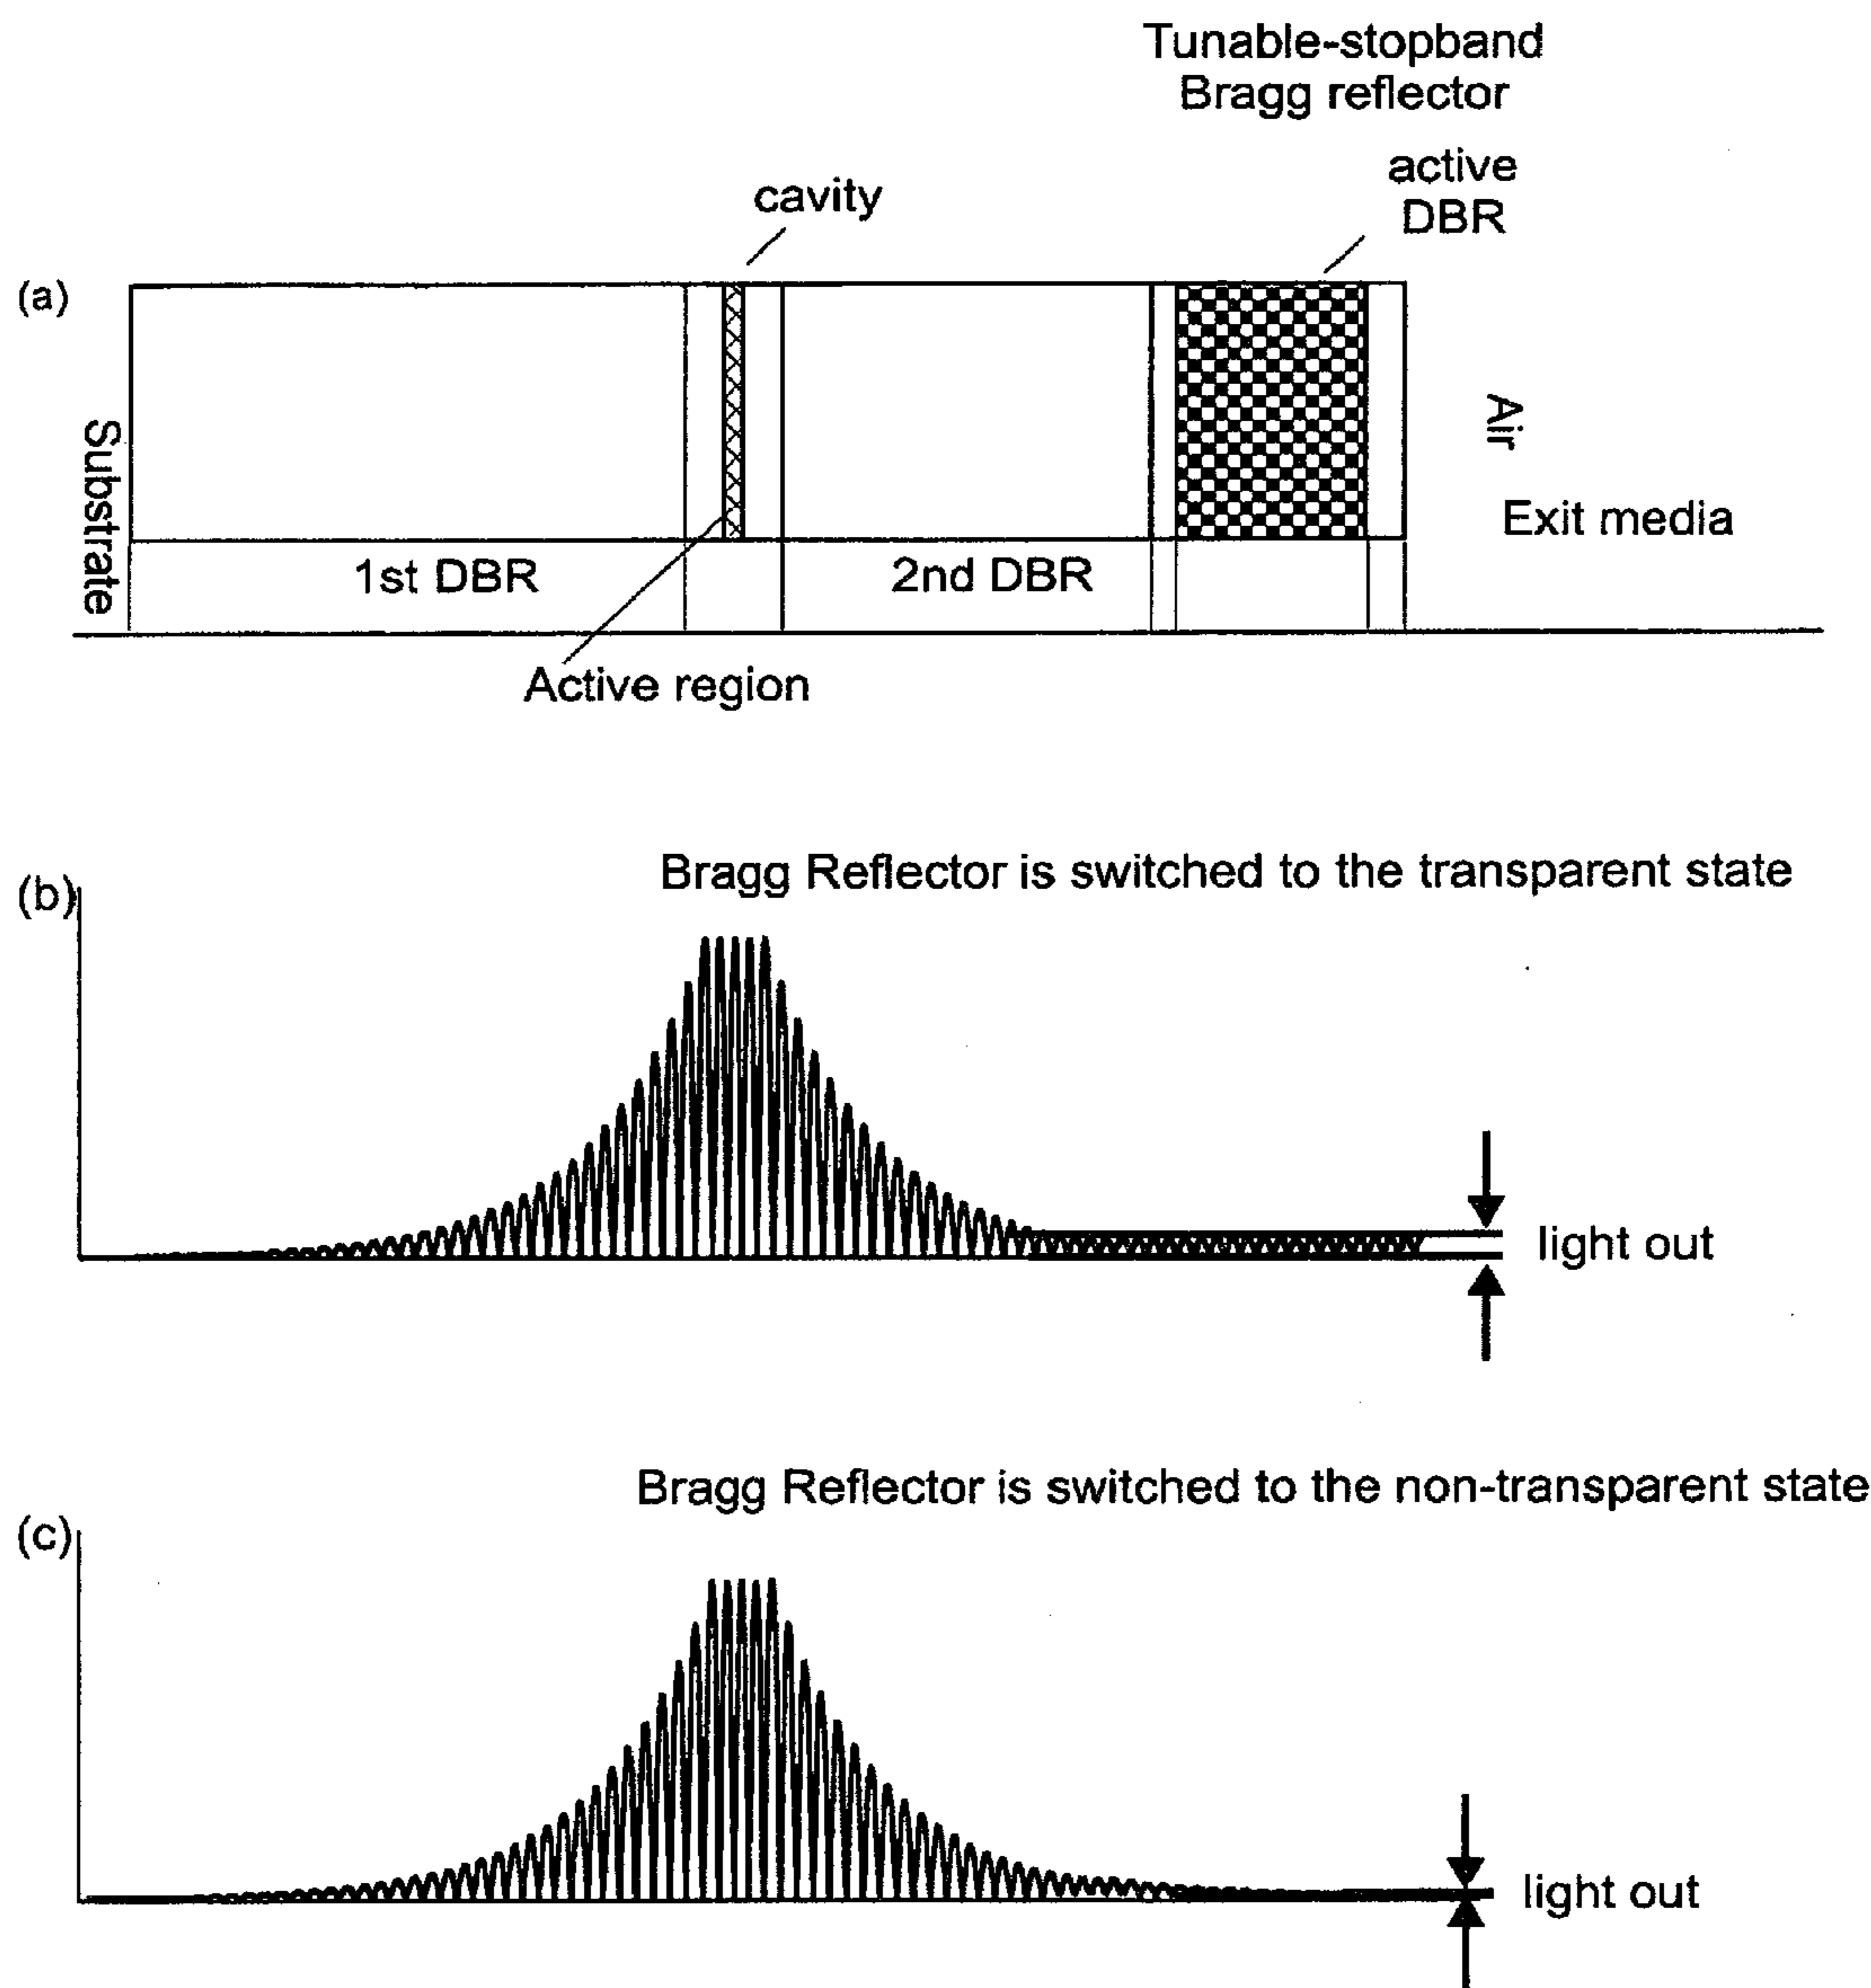 Tunable-stopband
Bragg reflector
active
DBR
cavity
(a)
Substrate
Air
Exit media
1st DBR
2nd DBR
Active region
Bragg Reflector is switched to the transparent state
(b)
light out
Bragg Reflector is switched to the non-transparent state
(c)
light out